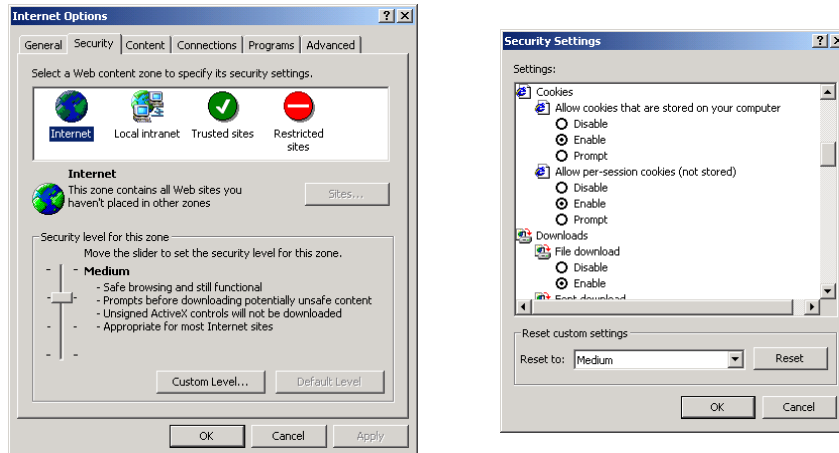 Internet Options
General Security Content Connections Programs Advanced
Select a Web content zone to specify its security settings.
Internet Local intranet Trusted sites Restricted
sites
Internet
This zone contains all Web sites you
haven't placed in other zones
Sites...
Security level for this zone
Move the slider to set the security level for this zone.
Medium
- Safe browsing and still functional
- Prompts before downloading potentially unsafe content
- Unsigned ActiveX controls will not be downloaded
- Appropriate for most Internet sites
Custom Level... Default Level
OK Cancel Apply
Security Settings
Settings:
Cookies
Allow cookies that are stored on your computer
Disable
Enable
Prompt
Allow per-session cookies (not stored)
Disable
Enable
Prompt
Downloads
File download
Disable
Enable
Font download
Reset custom settings
Reset to: Medium Reset
OK Cancel